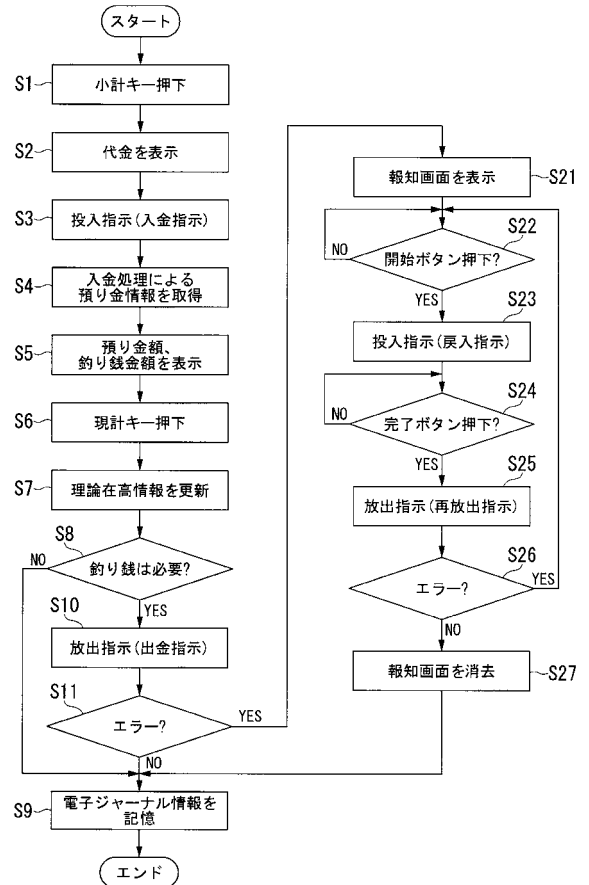 スタート
S1
小計キー押下
S2
代金を表示
S3
投入指示(入金指示)
S4
入金処理による
預り金情報を取得
S5
預り金額、
釣り銭金額を表示
S6
現計キー押下
S7
理論在高情報を更新
S8
釣り銭は必要?
NO
YES
S10
放出指示(出金指示)
S11
エラー?
YES
NO
S9
電子ジャーナル情報を
記憶
エンド
報知画面を表示
S21
S22
開始ボタン押下?
NO
YES
S23
投入指示(戻入指示)
S24
完了ボタン押下?
NO
YES
S25
放出指示(再放出指示)
S26
エラー?
YES
NO
報知画面を消去
S27